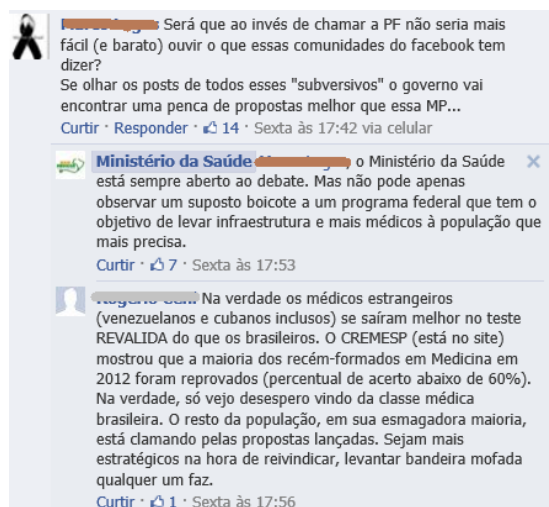 Será que ao invés de chamar a PF não seria mais
fácil (e barato) ouvir o que essas comunidades do facebook tem
dizer?
Se olhar os posts de todos esses "subversivos" o governo vai
encontrar uma penca de propostas melhor que essa MP...
Curtir · Responder · 14 · Sexta às 17:42 via celular
Ministério da Saúde , o Ministério da Saúde
está sempre aberto ao debate. Mas não pode apenas
observar um suposto boicote a um programa federal que tem o
objetivo de levar infraestrutura e mais médicos à população que
mais precisa.
Curtir · 7 · Sexta às 17:53
Na verdade os médicos estrangeiros
(venezuelanos e cubanos inclusos) se saíram melhor no teste
REVALIDA do que os brasileiros. O CREMESP (está no site)
mostrou que a maioria dos recém-formados em Medicina em
2012 foram reprovados (percentual de acerto abaixo de 60%).
Na verdade, só vejo desespero vindo da classe médica
brasileira. O resto da população, em sua esmagadora maioria,
está clamando pelas propostas lançadas. Sejam mais
estratégicos na hora de reivindicar, levantar bandeira mofada
qualquer um faz.
Curtir · 1 · Sexta às 17:56